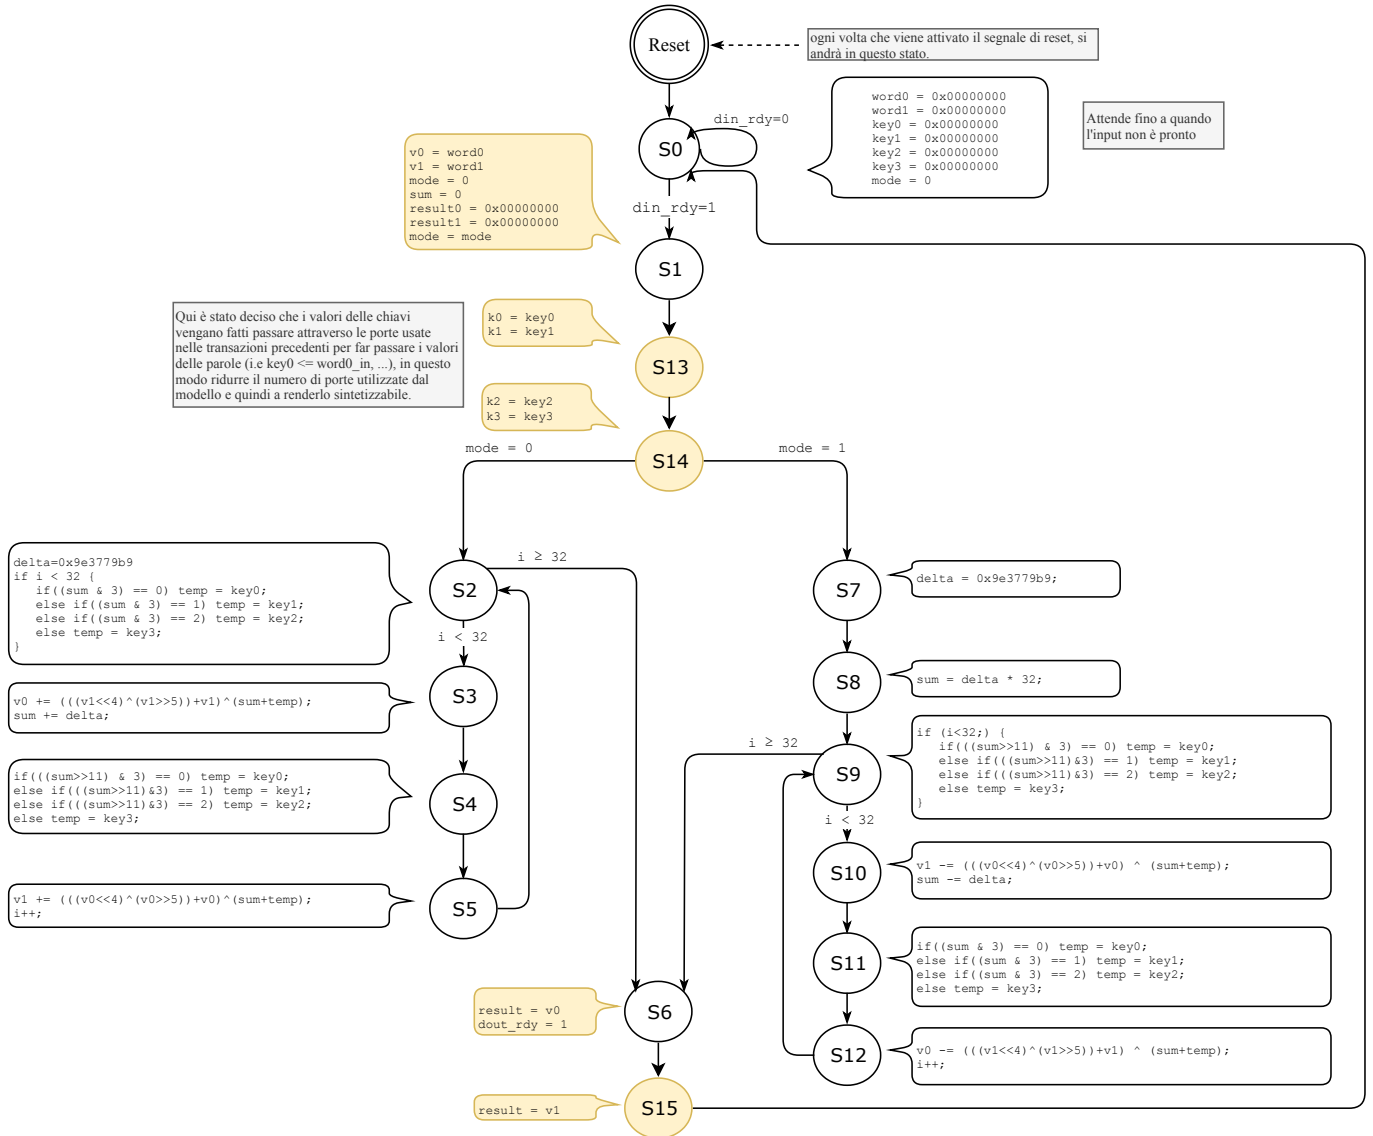 Reset
ogni volta che viene attivato il segnale di reset, si
andrà in questo stato.
word0 = 0x00000000
word1 = 0x00000000
key0 = 0x00000000
key1 = 0x00000000
key2 = 0x00000000
key3 = 0x00000000
mode = 0
Attende fino a quando
l'input non è pronto
din_rdy=0
S0
v0 = word0
v1 = word1
mode = 0
sum = 0
result0 = 0x00000000
result1 = 0x00000000
mode = mode
din_rdy=1
S1
Qui è stato deciso che i valori delle chiavi
vengano fatti passare attraverso le porte usate
nelle transazioni precedenti per far passare i valori
delle parole (i.e key0 <= word0_in, ...), in questo
modo ridurre il numero di porte utilizzate dal
modello e quindi a renderlo sintetizzabile.
k0 = key0
k1 = key1
S13
k2 = key2
k3 = key3
S14
mode = 0
mode = 1
delta=0x9e3779b9
if i < 32 {
if((sum & 3) == 0) temp = key0;
else if((sum & 3) == 1) temp = key1;
else if((sum & 3) == 2) temp = key2;
else temp = key3;
}
S2
i ≥ 32
i < 32
v0 += (((v1<<4)^(v1>>5))+v1)^(sum+temp);
sum += delta;
S3
if(((sum>>11) & 3) == 0) temp = key0;
else if(((sum>>11)&3) == 1) temp = key1;
else if(((sum>>11)&3) == 2) temp = key2;
else temp = key3;
S4
v1 += (((v0<<4)^(v0>>5))+v0)^(sum+temp);
i++;
S5
S7
delta = 0x9e3779b9;
S8
sum = delta * 32;
i ≥ 32
S9
if (i<32;) {
if(((sum>>11) & 3) == 0) temp = key0;
else if(((sum>>11)&3) == 1) temp = key1;
else if(((sum>>11)&3) == 2) temp = key2;
else temp = key3;
}
i < 32
S10
v1 -= (((v0<<4)^(v0>>5))+v0) ^ (sum+temp);
sum -= delta;
S11
if((sum & 3) == 0) temp = key0;
else if((sum & 3) == 1) temp = key1;
else if((sum & 3) == 2) temp = key2;
else temp = key3;
S12
v0 -= (((v1<<4)^(v1>>5))+v1) ^ (sum+temp);
i++;
result = v0
dout_rdy = 1
S6
result = v1
S15